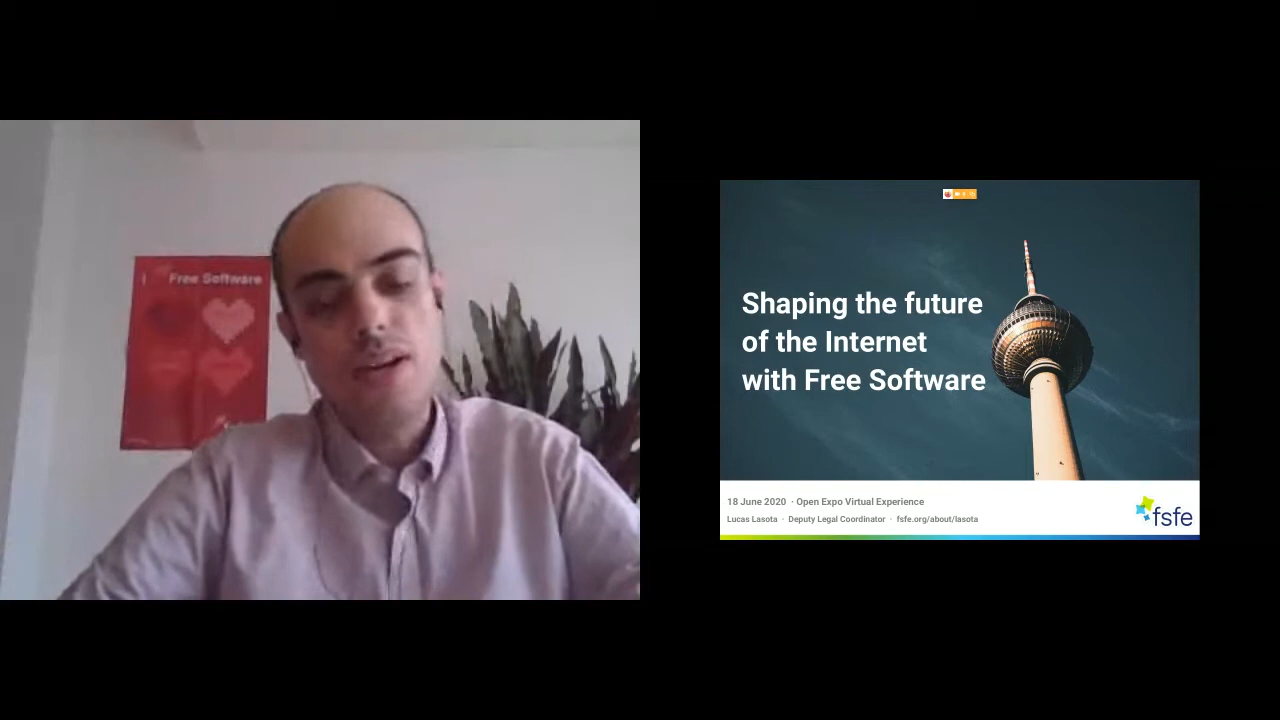 Free Software
Shaping the future
of the Internet
with Free Software
18 June 2020 · Open Expo Virtual Experience
Lucas Lasota · Deputy Legal Coordinator · fsfe.org/about/lasota
fsfe